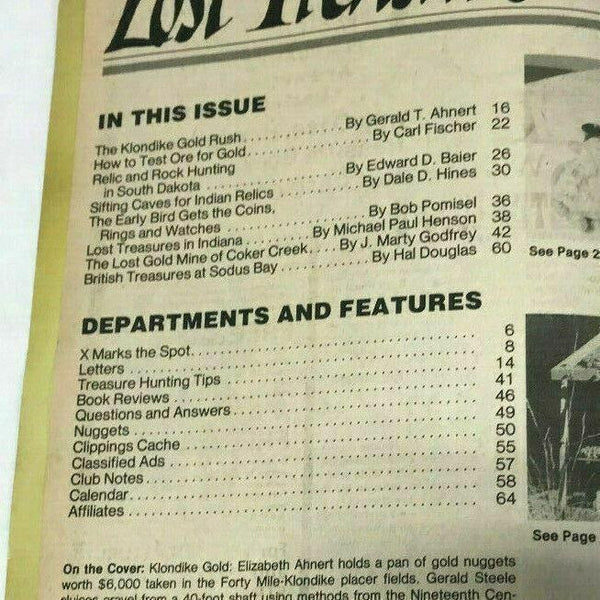 Lost
IN THIS ISSUE
The Klondike Gold Rush . . . . . . . . . . . . . . By Gerald T. Ahnert 16
How to Test Ore for Gold . . . . . . . . . . . . . . . . By Carl Fischer 22
Relic and Rock Hunting
in South Dakota . . . . . . . . . . . . . . . . . . . By Edward D. Baier 26
Sifting Caves for Indian Relics . . . . . . . . . . . . By Dale D. Hines 30
The Early Bird Gets the Coins,
Rings and Watches . . . . . . . . . . . . . . . . . . . By Bob Pomisel 36
Lost Treasures in Indiana . . . . . . . . . By Michael Paul Henson 38
The Lost Gold Mine of Coker Creek . . . . By J. Marty Godfrey 42
British Treasures at Sodus Bay . . . . . . . . . . . . By Hal Douglas 60
See Page 2
DEPARTMENTS AND FEATURES
X Marks the Spot . . . . . . . . . . . . . . . . . . . . . . . . . . . . . . 6
Letters . . . . . . . . . . . . . . . . . . . . . . . . . . . . . . . . . . . . 8
Treasure Hunting Tips . . . . . . . . . . . . . . . . . . . . . . . . . . 14
Book Reviews . . . . . . . . . . . . . . . . . . . . . . . . . . . . . . . 41
Questions and Answers . . . . . . . . . . . . . . . . . . . . . . . . . 46
Nuggets . . . . . . . . . . . . . . . . . . . . . . . . . . . . . . . . . . . 49
Clippings Cache . . . . . . . . . . . . . . . . . . . . . . . . . . . . . . 50
Classified Ads . . . . . . . . . . . . . . . . . . . . . . . . . . . . . . . 55
Club Notes . . . . . . . . . . . . . . . . . . . . . . . . . . . . . . . . . 57
Calendar . . . . . . . . . . . . . . . . . . . . . . . . . . . . . . . . . . 58
Affiliates . . . . . . . . . . . . . . . . . . . . . . . . . . . . . . . . . . 64
See Page
On the Cover: Klondike Gold: Elizabeth Ahnert holds a pan of gold nuggets
worth $6,000 taken in the Forty Mile-Klondike placer fields. Gerald Steele
sluices gravel from a 40-foot shaft using methods from the Nineteenth Cen-